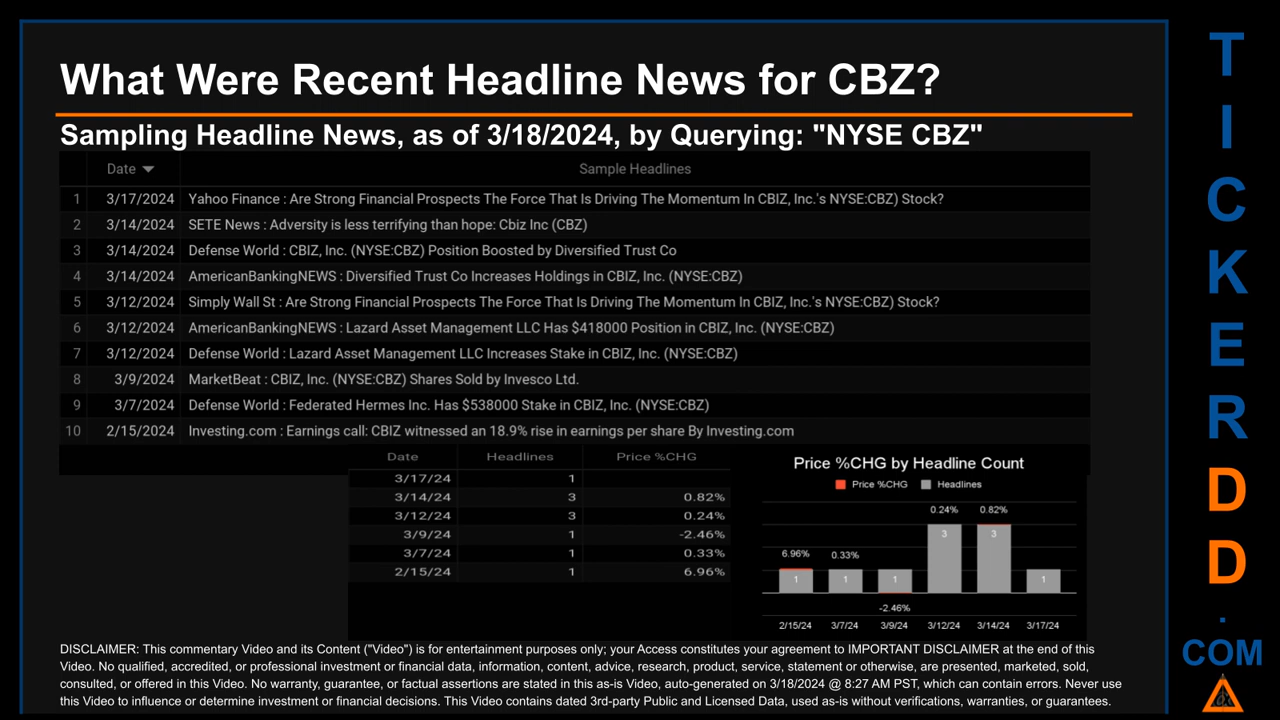 What Were Recent Headline News for CBZ?
Sampling Headline News, as of 3/18/2024, by Querying: "NYSE CBZ"
Date Sample Headlines
1 3/17/2024 Yahoo Finance : Are Strong Financial Prospects The Force That Is Driving The Momentum In CBIZ, Inc.'s NYSE:CBZ) Stock?
2 3/14/2024 SETE News : Adversity is less terrifying than hope: Cbiz Inc (CBZ)
3 3/14/2024 Defense World : CBIZ, Inc. (NYSE:CBZ) Position Boosted by Diversified Trust Co
4 3/14/2024 AmericanBankingNEWS : Diversified Trust Co Increases Holdings in CBIZ, Inc. (NYSE:CBZ)
5 3/12/2024 Simply Wall St : Are Strong Financial Prospects The Force That Is Driving The Momentum In CBIZ, Inc.'s NYSE:CBZ) Stock?
6 3/12/2024 AmericanBankingNEWS : Lazard Asset Management LLC Has $418000 Position in CBIZ, Inc. (NYSE:CBZ)
7 3/12/2024 Defense World : Lazard Asset Management LLC Increases Stake in CBIZ, Inc. (NYSE:CBZ)
8 3/9/2024 MarketBeat : CBIZ, Inc. (NYSE:CBZ) Shares Sold by Invesco Ltd.
9 3/7/2024 Defense World : Federated Hermes Inc. Has $538000 Stake in CBIZ, Inc. (NYSE:CBZ)
10 2/15/2024 Investing.com : Earnings call: CBIZ witnessed an 18.9% rise in earnings per share By Investing.com
Date Headlines Price %CHG
3/17/24 1
3/14/24 3 0.82%
3/12/24 3 0.24%
3/9/24 1 -2.46%
3/7/24 1 0.33%
2/15/24 1 6.96%
Price %CHG by Headline Count
Price %CHG Headlines
6.96% 0.33% 0.24% 0.82%
1 1 1 3 3 1
-2.46%
2/15/24 3/7/24 3/9/24 3/12/24 3/14/24 3/17/24
DISCLAIMER: This commentary Video and its Content ("Video") is for entertainment purposes only; your Access constitutes your agreement to IMPORTANT DISCLAIMER at the end of this
Video. No qualified, accredited, or professional investment or financial data, information, content, advice, research, product, service, statement or otherwise, are presented, marketed, sold,
consulted, or offered in this Video. No warranty, guarantee, or factual assertions are stated in this as-is Video, auto-generated on 3/18/2024 @ 8:27 AM PST, which can contain errors. Never use
this Video to influence or determine investment or financial decisions. This Video contains dated 3rd-party Public and Licensed Data, used as-is without verifications, warranties, or guarantees.
T
I
C
K
E
R
D
D
.
COM